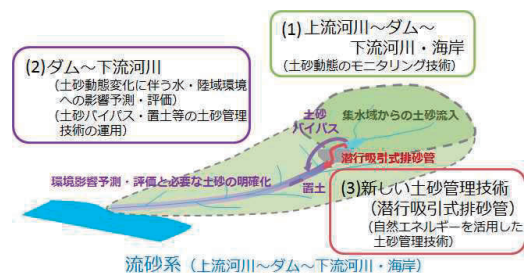 (1)上流河川～ダム～
下流河川・海岸
(土砂動態のモニタリング技術)
(2)ダム～下流河川
(土砂動態変化に伴う水・陸域環境
への影響予測・評価)
(土砂バイパス・置土等の土砂管理
技術の運用)
土砂
バイパス
集水域からの土砂流入
潜行吸引式排砂管
環境影響予測・評価と必要な土砂の明確化
置土
(3)新しい土砂管理技術
(潜行吸引式排砂管)
(自然エネルギーを活用した
土砂管理技術)
流砂系(上流河川～ダム～下流河川・海岸)